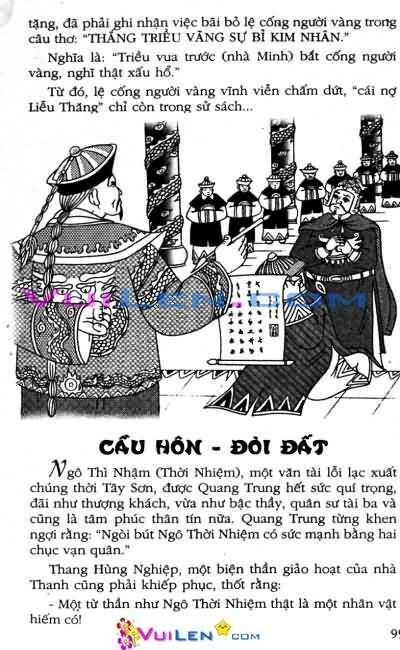 tặng, đã phải ghi nhận việc bãi bỏ lệ cống người vàng trong
câu thơ: "THẮNG TRIỀU VÃNG SỰ BỈ KIM NHÂN."
Nghĩa là: "Triều vua trước (nhà Minh) bắt cống người
vàng, nghĩ thật xấu hổ."
Từ đó, lệ cống người vàng vĩnh viễn chấm dứt, "cái nợ
Liễu Thăng" chỉ còn trong sử sách...
VUILEN.COM
CẦU HÔN - ĐÒI ĐẤT
Ngô Thì Nhậm (Thời Nhiệm), một văn tài lỗi lạc xuất
chúng thời Tây Sơn, được Quang Trung hết sức quí trọng,
đãi như thượng khách, vừa như bậc thầy, quân sư tài ba và
cũng là tâm phúc thân tín nữa. Quang Trung từng khen
ngợi rằng: "Ngòi bút Ngô Thời Nhiệm có sức mạnh bằng hai
chục vạn quân."
Thang Hùng Nghiệp, một biện thần giảo hoạt của nhà
Thanh cũng phải khiếp phục, thốt rằng:
- Một từ thần như Ngô Thời Nhiệm thật là một nhân vật
hiếm có!
VUILEN.COM